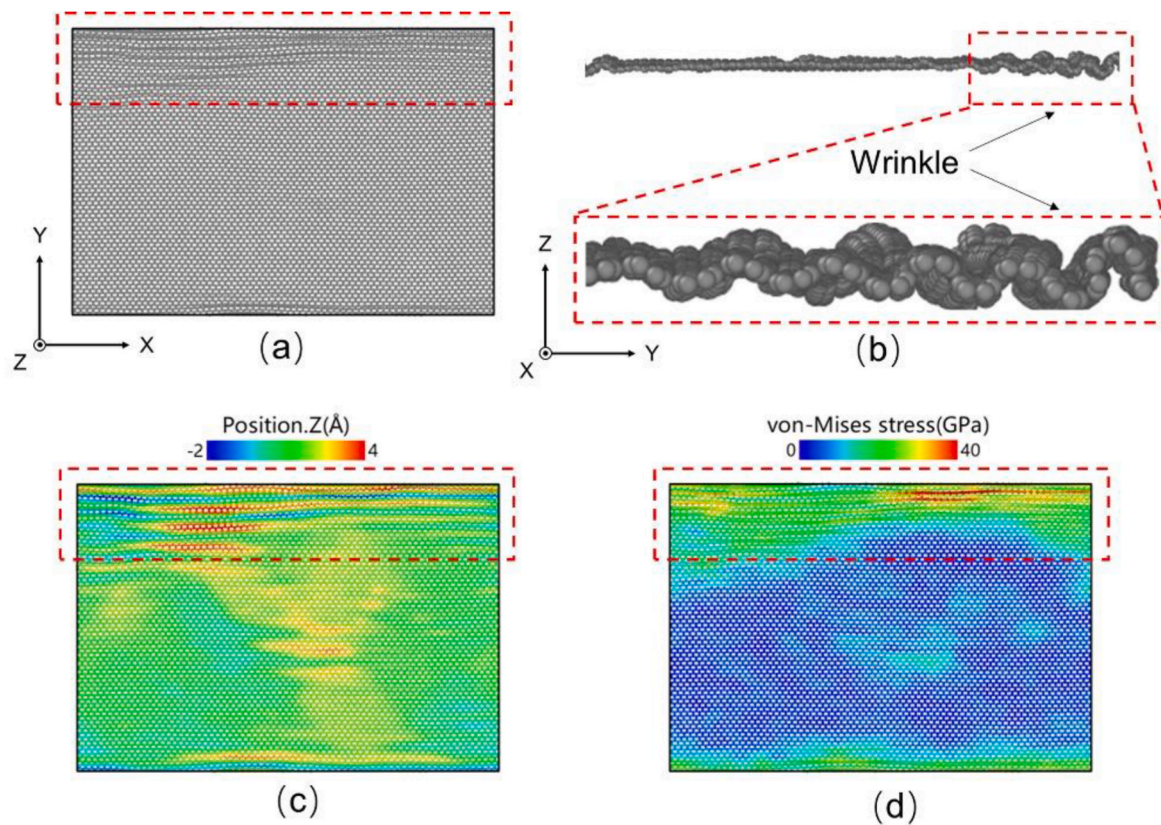 Y
Z
X
(a)
Wrinkle
Z
X
Y
(b)
Position.Z(Å)
-2
4
(c)
von-Mises stress(GPa)
0
40
(d)